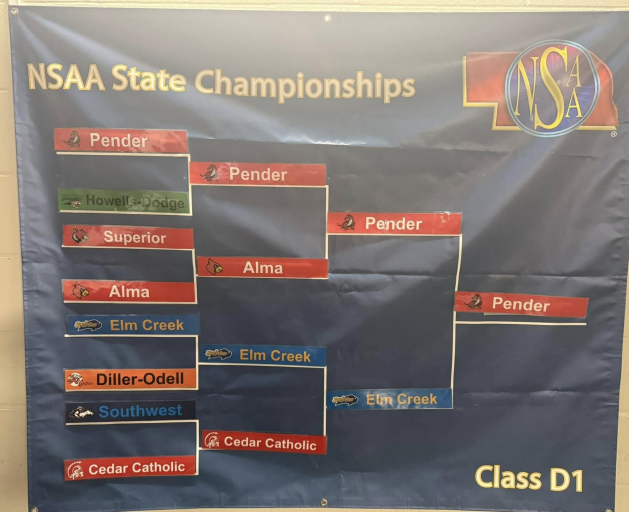 NSAA State Championships
NSAA
Pender
Howells-Dodge
Superior
Alma
Elm Creek
Diller-Odell
Southwest
Cedar Catholic
Pender
Alma
Elm Creek
Cedar Catholic
Pender
Elm Creek
Pender
Class D1